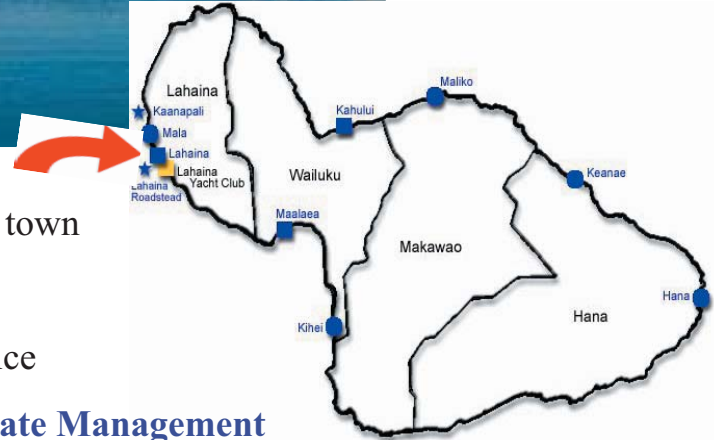 Maliko
Lahaina
Kaanapali
Kahului
Mala
Lahaina
Lahaina
Yacht Club
Lahaina
Roadstead
Wailuku
Keanae
town
Maalaea
Makawao
Hana
Hana
Kihei
ate Management